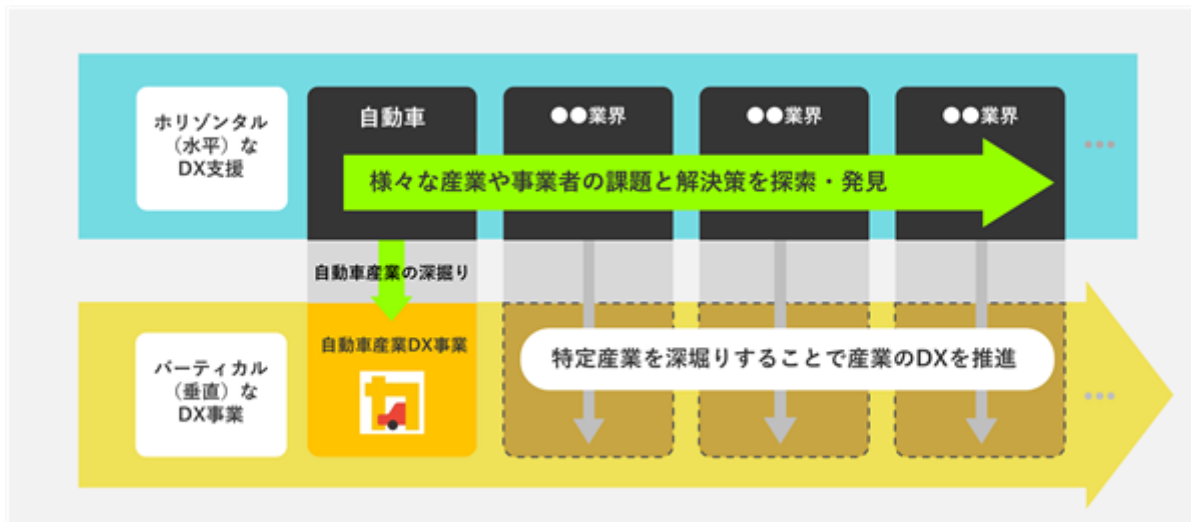 ホリゾンタル
（水平）な
DX支援
自動車
●●業界
●●業界
●●業界
様々な産業や事業者の課題と解決策を探索・発見
自動車産業の深掘り
バーティカル
（垂直）な
DX事業
自動車産業DX事業
特定産業を深堀りすることで産業のDXを推進